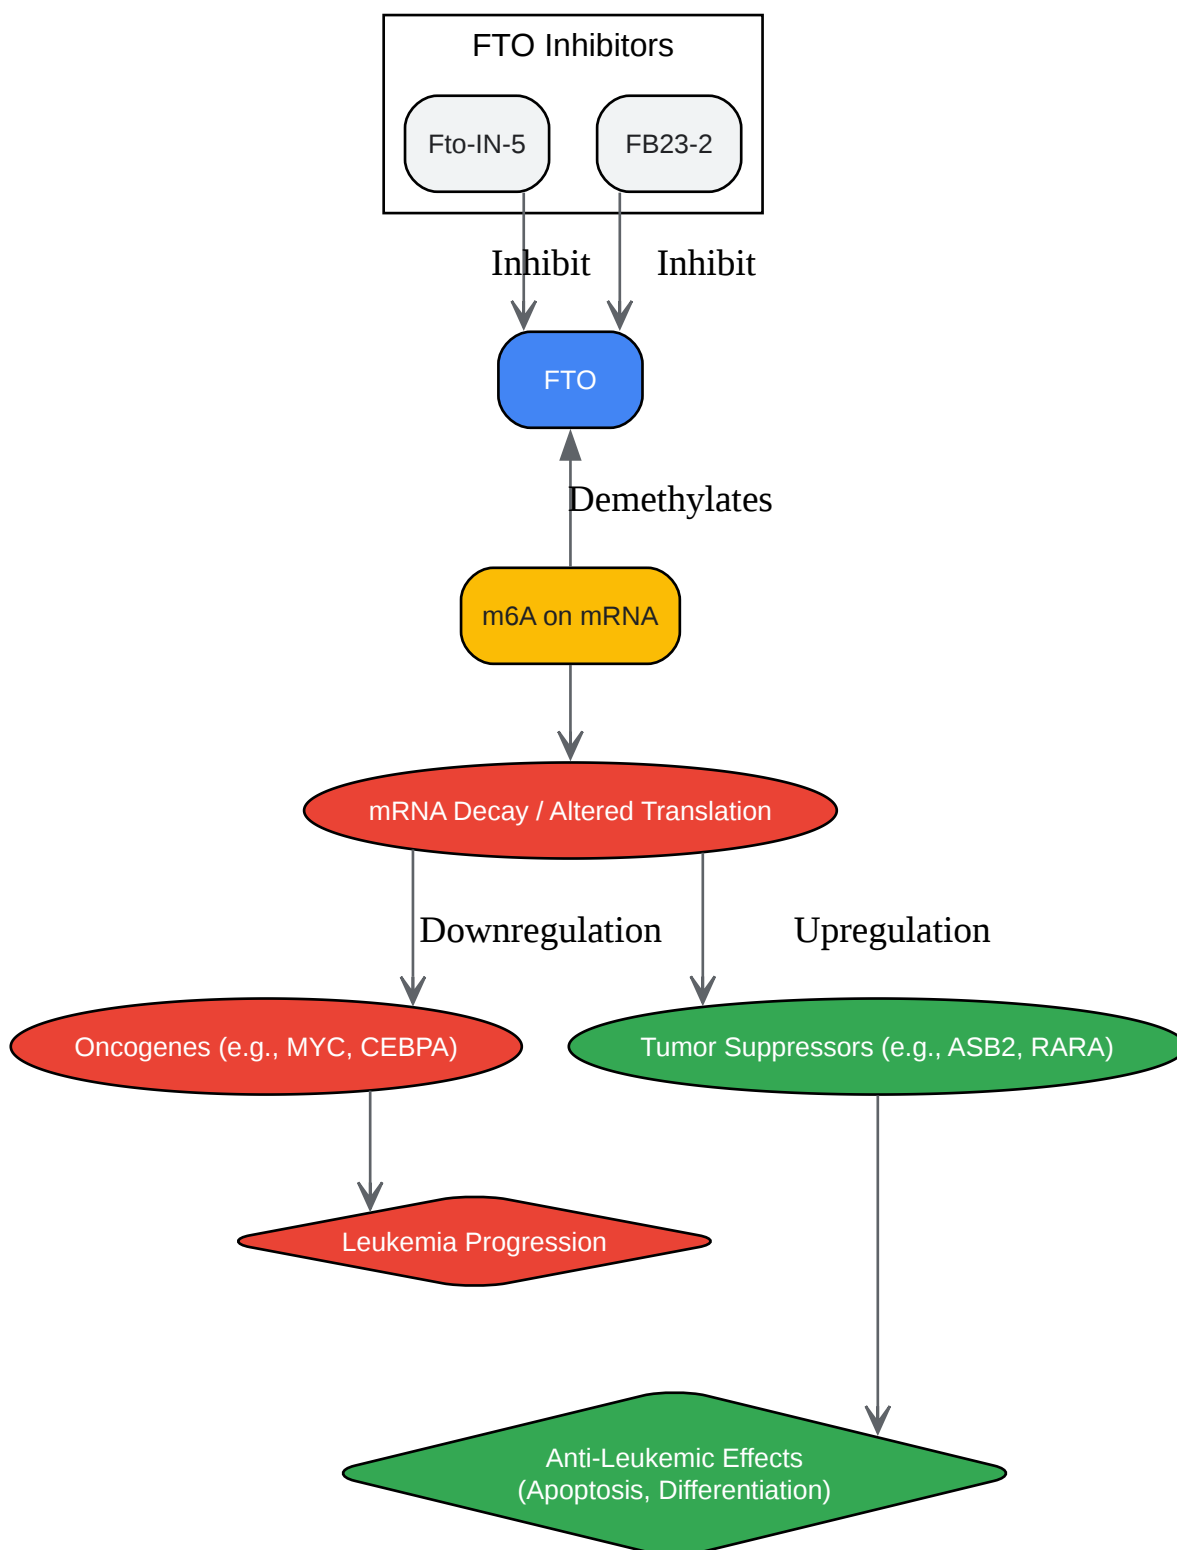 FTO Inhibitors
Fto-IN-5
FB23-2
Inhibit
Inhibit
FTO
Demethylates
m6A on mRNA
mRNA Decay / Altered Translation
Downregulation
Upregulation
Oncogenes (e.g., MYC, CEBPA)
Tumor Suppressors (e.g., ASB2, RARA)
Leukemia Progression
Anti-Leukemic Effects
(Apoptosis, Differentiation)